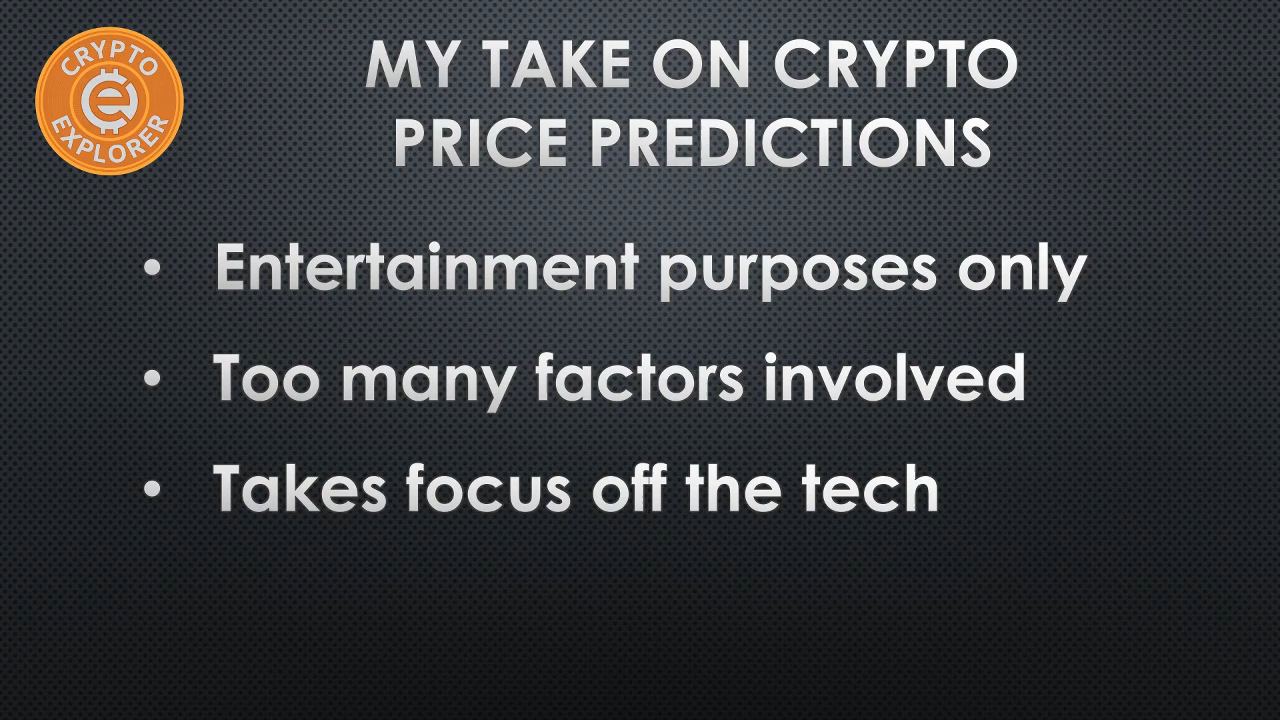 CRYPTO
EXPLORER
MY TAKE ON CRYPTO
PRICE PREDICTIONS
• Entertainment purposes only
• Too many factors involved
• Takes focus off the tech